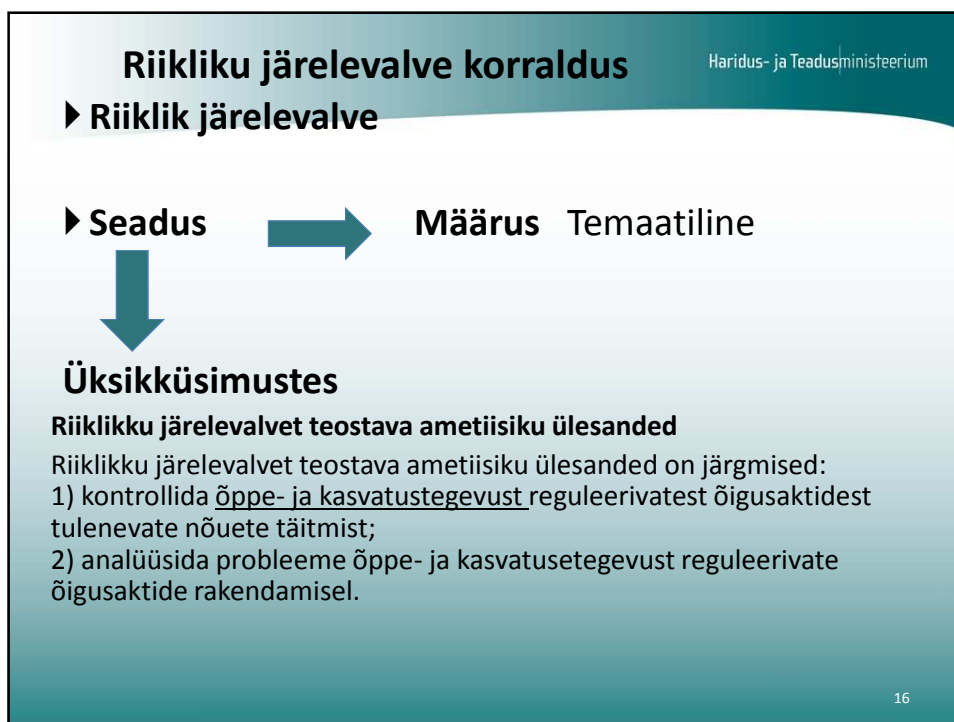 Riikliku järelevalve korraldus
Haridus- ja Teadusministeerium
Riiklik järelevalve
Seadus Määrus Temaatiline
Üksikküsimustes
Riiklikku järelevalvet teostava ametiisiku ülesanded
Riiklikku järelevalvet teostava ametiisiku ülesanded on järgmised:
1) kontrollida õppe- ja kasvatustegevust reguleerivatest õigusaktidest
tulenevate nõuete täitmist;
2) analüüsida probleeme õppe- ja kasvatusetegevust reguleerivate
õigusaktide rakendamisel.
16